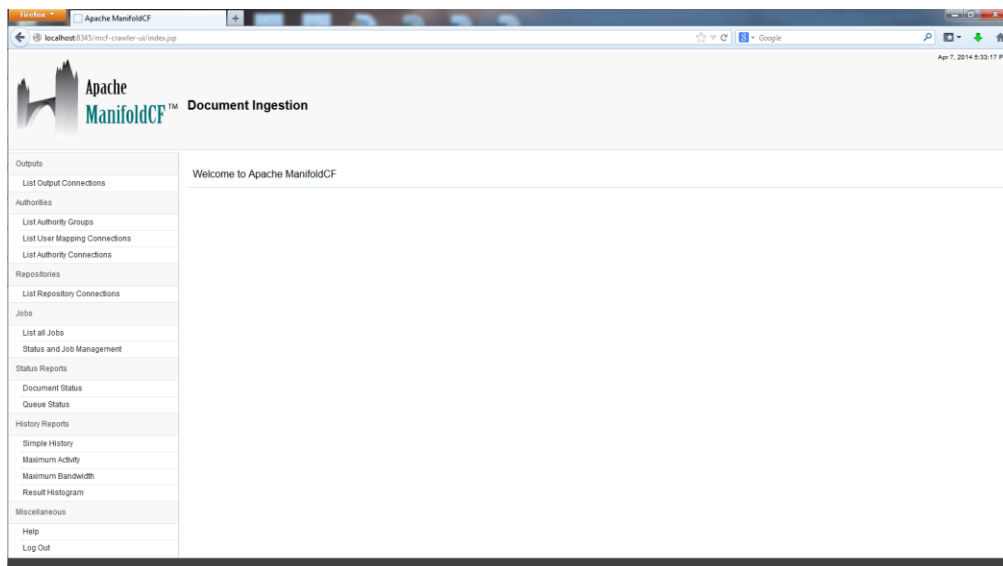 Firefox
Apache ManifoldCF
localhost:8345/mcf-crawler-ui/index.jsp
Google
Apr 7, 2014 5:33:17 P
Apache
ManifoldCF™
Document Ingestion
Outputs
List Output Connections
Welcome to Apache ManifoldCF
Authorities
List Authority Groups
List User Mapping Connections
List Authority Connections
Repositories
List Repository Connections
Jobs
List all Jobs
Status and Job Management
Status Reports
Document Status
Queue Status
History Reports
Simple History
Maximum Activity
Maximum Bandwidth
Result Histogram
Miscellaneous
Help
Log Out